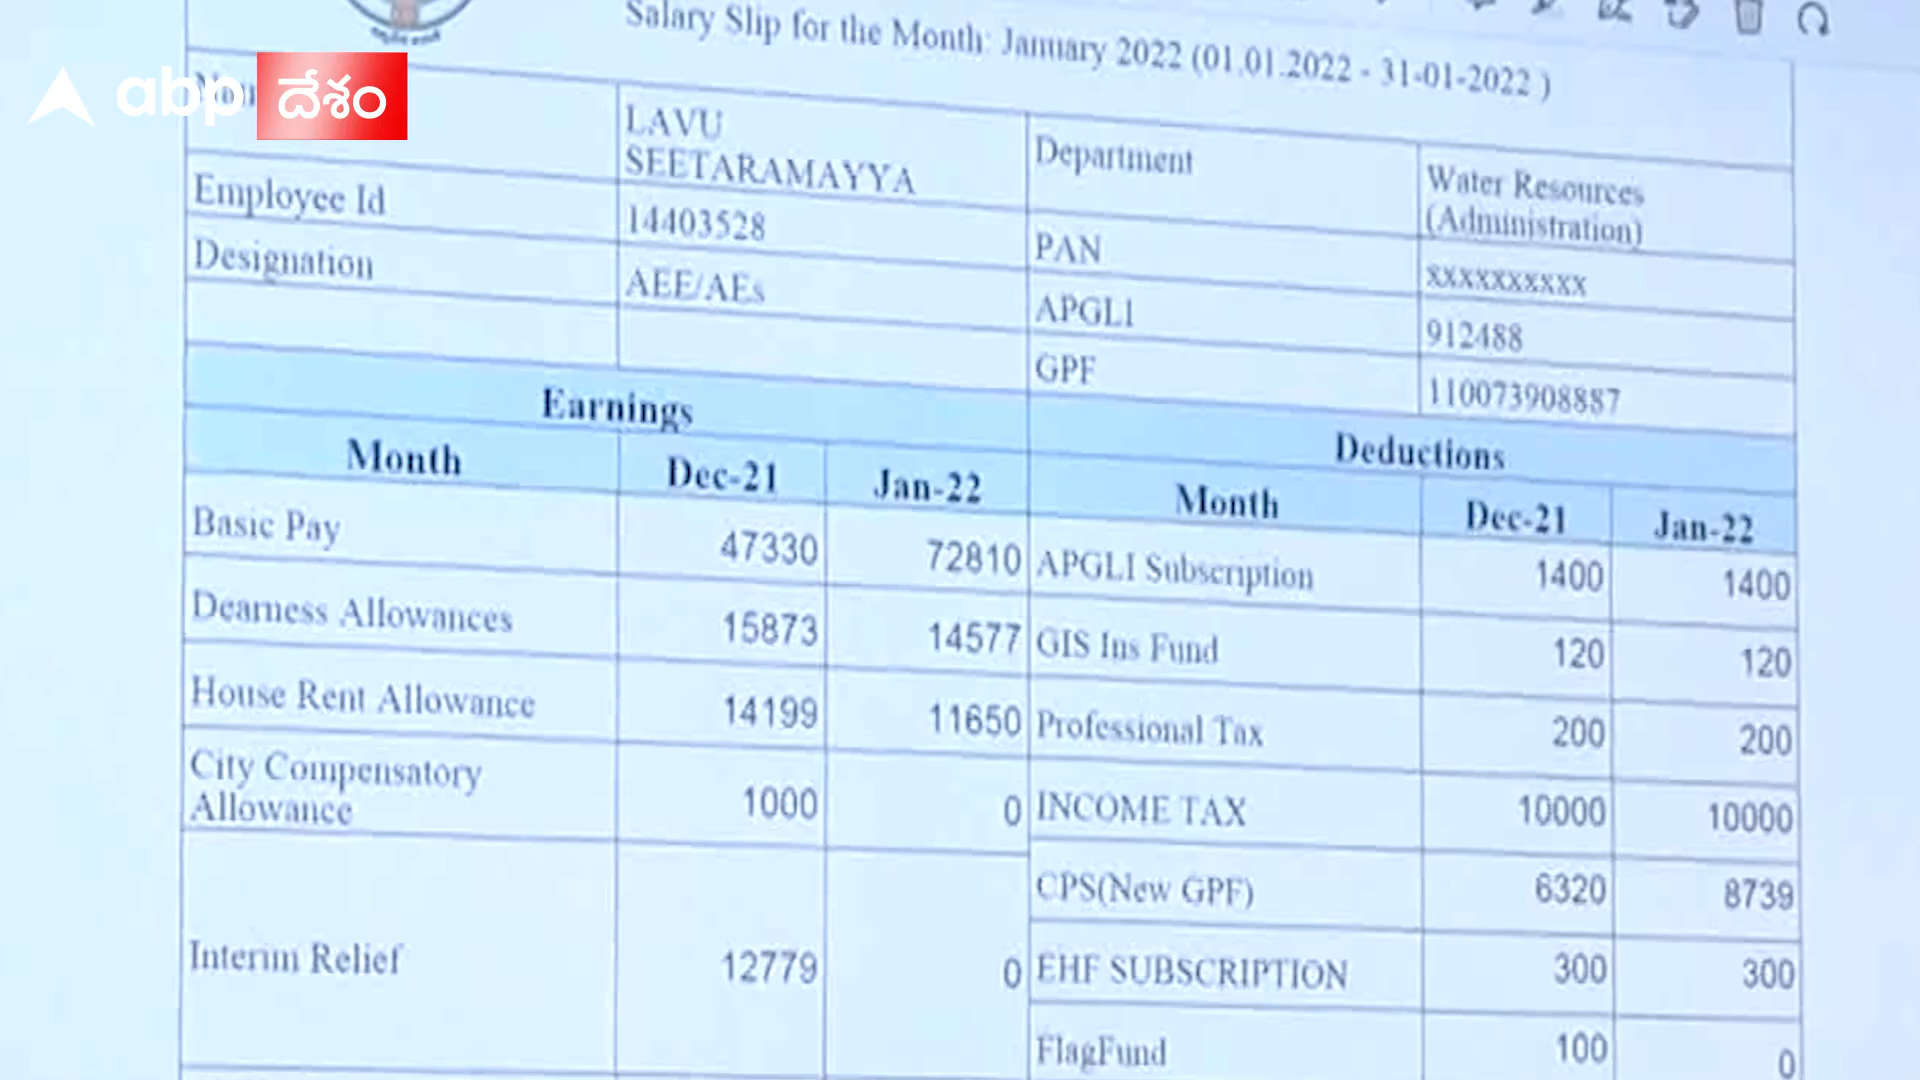 Salary Slip for the Month: January 2022 (01.01.2022 - 31-01-2022 )
abp దేశం
LAVU
SEETARAMAYYA
Department
Water Resources
(Administration)
Employee Id
14403528
PAN
XXXXXXXXXX
Designation
AEE/AEs
APGLI
912488
GPF
110073908887
Earnings
Deductions
Month Dec-21 Jan-22
Month Dec-21 Jan-22
Basic Pay 47330 72810
APGLI Subscription 1400 1400
Dearness Allowances 15873 14577
GIS Ins Fund 120 120
House Rent Allowance 14199 11650
Professional Tax 200 200
City Compensatory
Allowance 1000 0
INCOME TAX 10000 10000
CPS(New GPF) 6320 8739
Interim Relief 12779 0
EHF SUBSCRIPTION 300 300
FlagFund 100 0